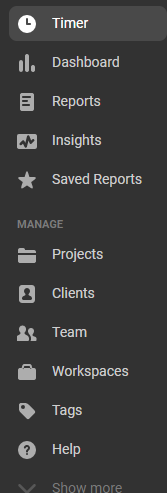 Timer
Dashboard
Reports
Insights
Saved Reports
MANAGE
Projects
Clients
Team
Workspaces
Tags
Help
Show more